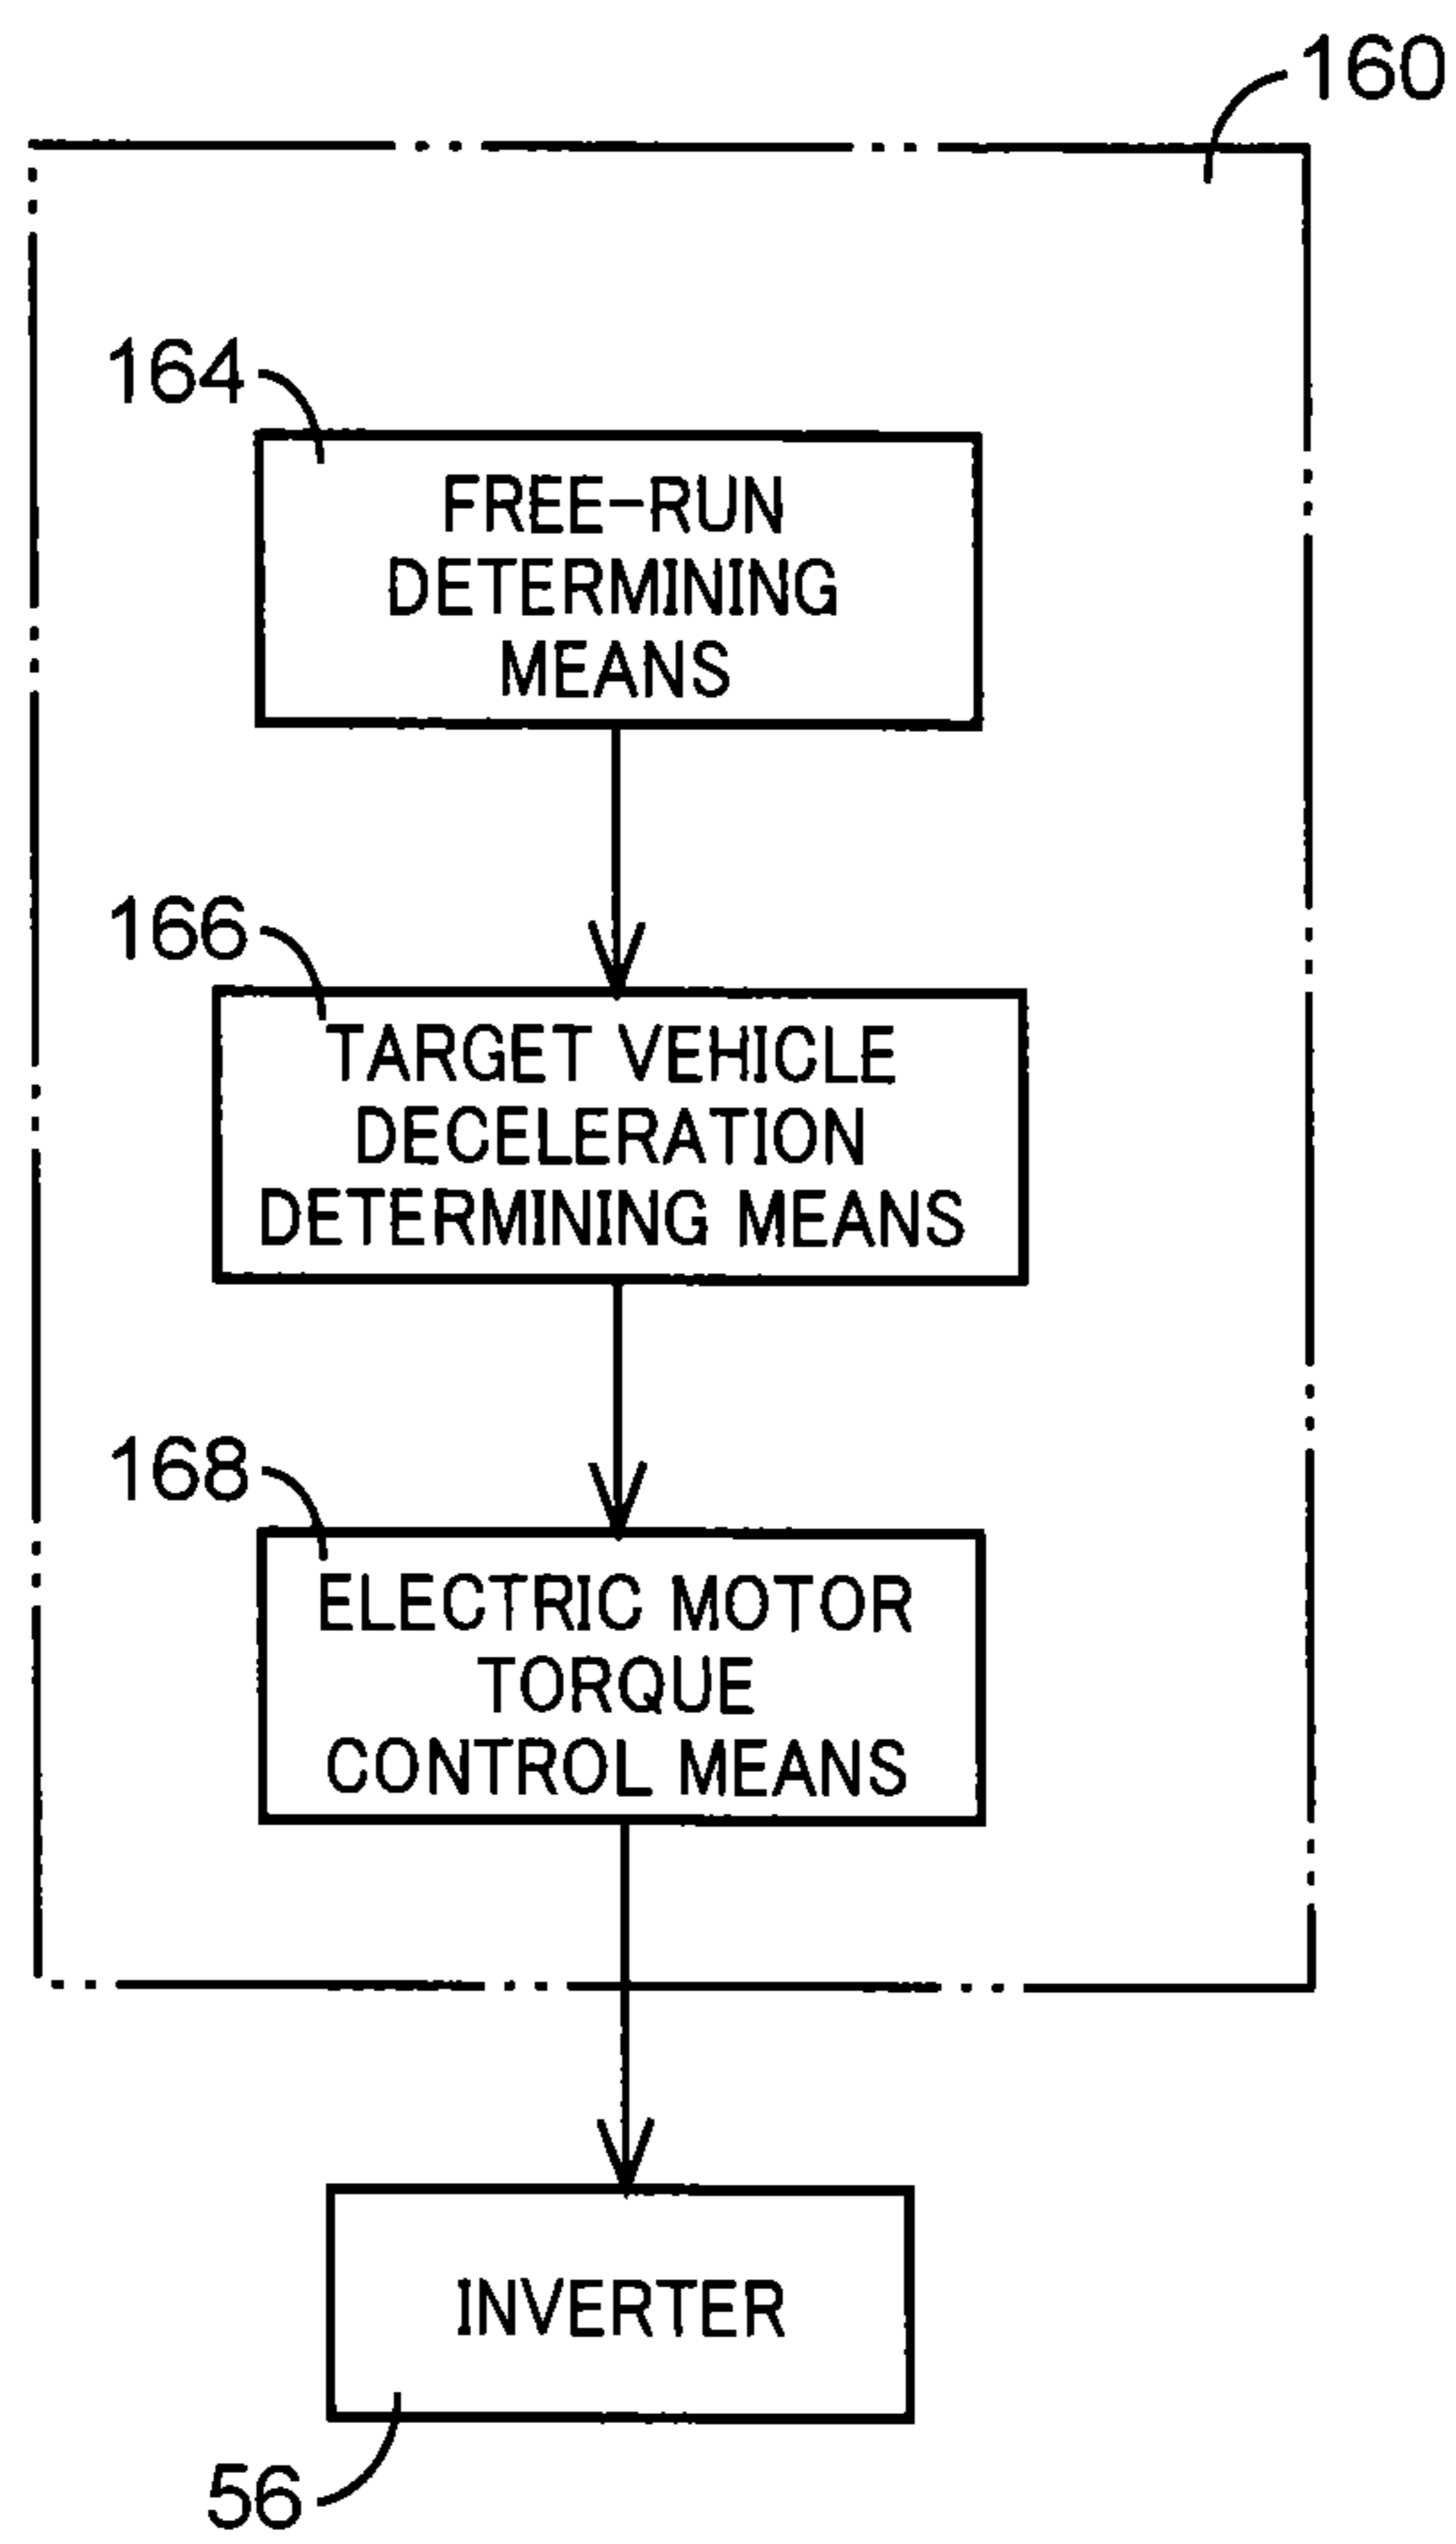 160
164
FREE-RUN
DETERMINING
MEANS
166
TARGET VEHICLE
DECELERATION
DETERMINING MEANS
168
ELECTRIC MOTOR
TORQUE
CONTROL MEANS
INVERTER
56